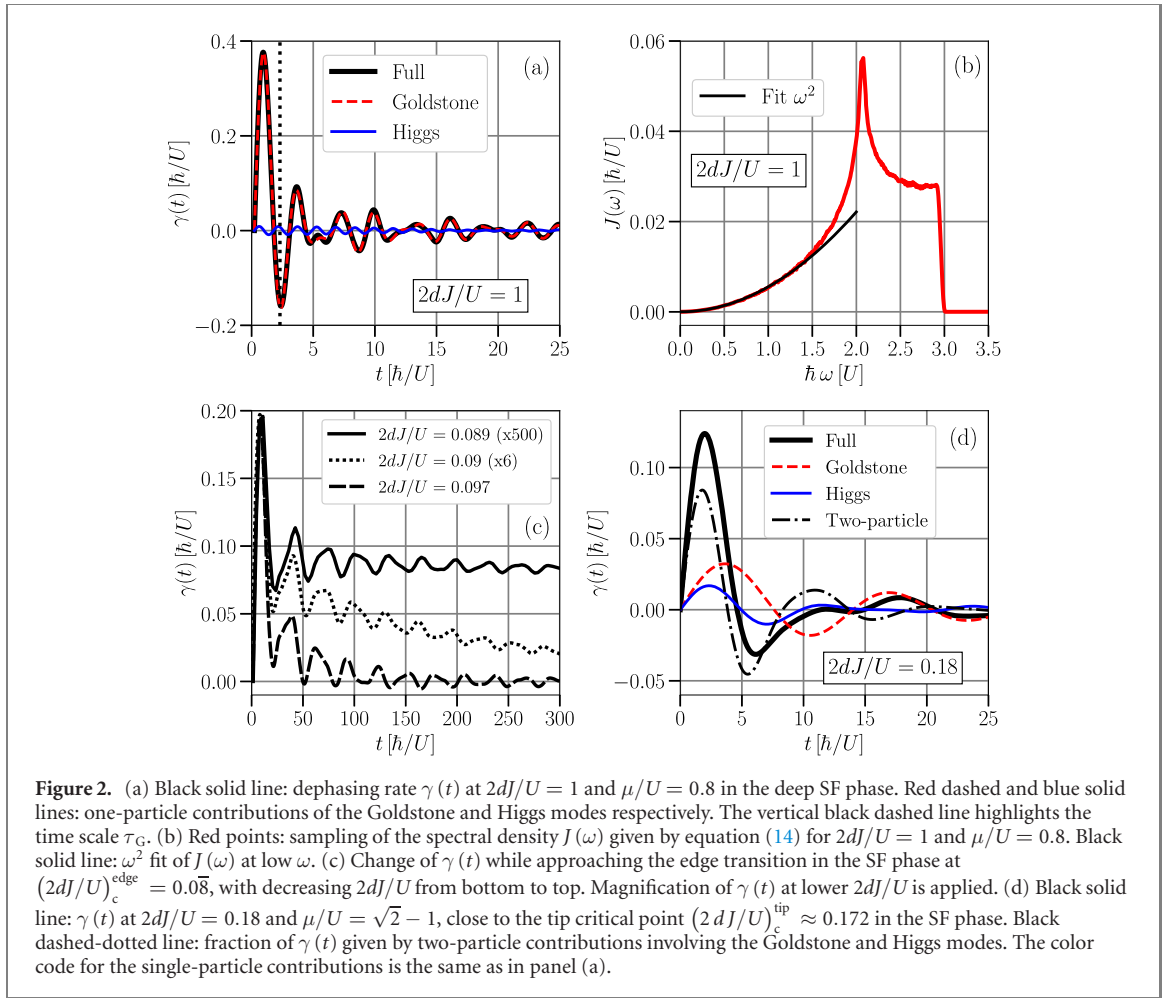 (a)
γ(t) [ħ/U]
0.4
0.2
0.0
−0.2
Full
Goldstone
Higgs
2dJ/U = 1
0 5 10 15 20 25
t [ħ/U]
(b)
J(ω) [ħ/U]
0.06
0.04
0.02
0.00
Fit ω²
2dJ/U = 1
0.0 0.5 1.0 1.5 2.0 2.5 3.0 3.5
ħ ω [U]
(c)
γ(t) [ħ/U]
0.20
0.15
0.10
0.05
0.00
2dJ/U = 0.089 (x500)
2dJ/U = 0.09 (x6)
2dJ/U = 0.097
0 50 100 150 200 250 300
t [ħ/U]
(d)
γ(t) [ħ/U]
0.10
0.05
0.00
−0.05
Full
Goldstone
Higgs
Two-particle
2dJ/U = 0.18
0 5 10 15 20 25
t [ħ/U]
Figure 2. (a) Black solid line: dephasing rate γ (t) at 2dJ/U = 1 and μ/U = 0.8 in the deep SF phase. Red dashed and blue solid
lines: one-particle contributions of the Goldstone and Higgs modes respectively. The vertical black dashed line highlights the
time scale τ_G. (b) Red points: sampling of the spectral density J (ω) given by equation (14) for 2dJ/U = 1 and μ/U = 0.8. Black
solid line: ω² fit of J (ω) at low ω. (c) Change of γ (t) while approaching the edge transition in the SF phase at
(2dJ/U)_c^edge = 0.08̅, with decreasing 2dJ/U from bottom to top. Magnification of γ (t) at lower 2dJ/U is applied. (d) Black solid
line: γ (t) at 2dJ/U = 0.18 and μ/U = √2 − 1, close to the tip critical point (2 d J/U)_c^tip ≈ 0.172 in the SF phase. Black
dashed-dotted line: fraction of γ (t) given by two-particle contributions involving the Goldstone and Higgs modes. The color
code for the single-particle contributions is the same as in panel (a).